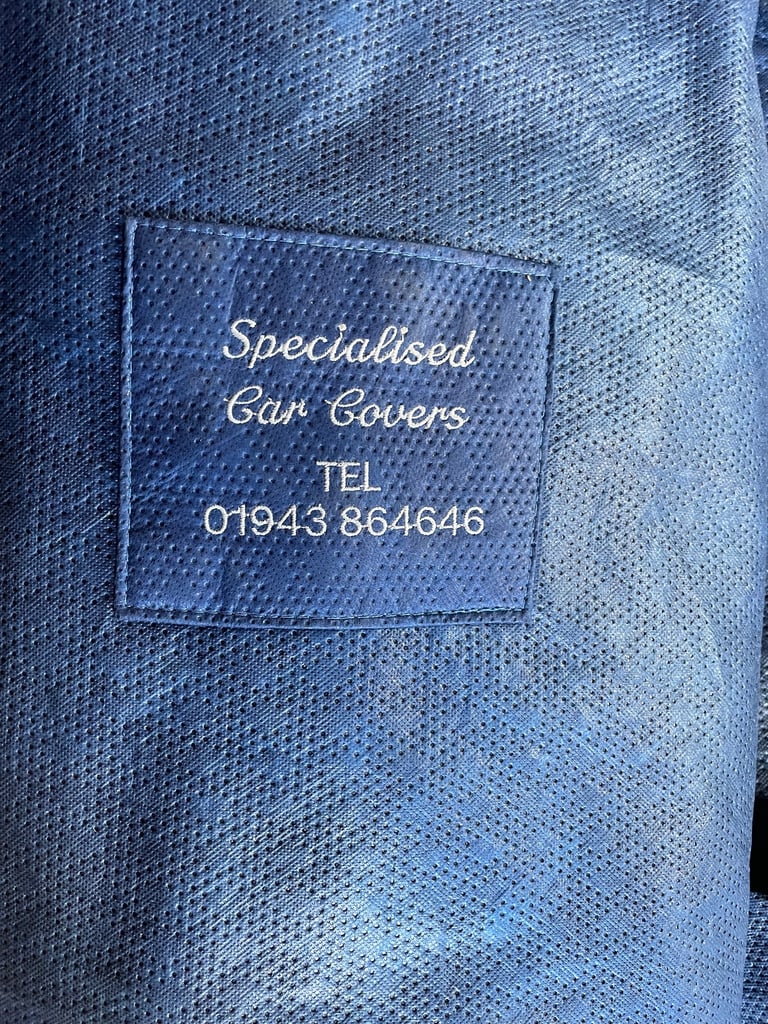 Specialised
Car Covers
TEL
01943 864646